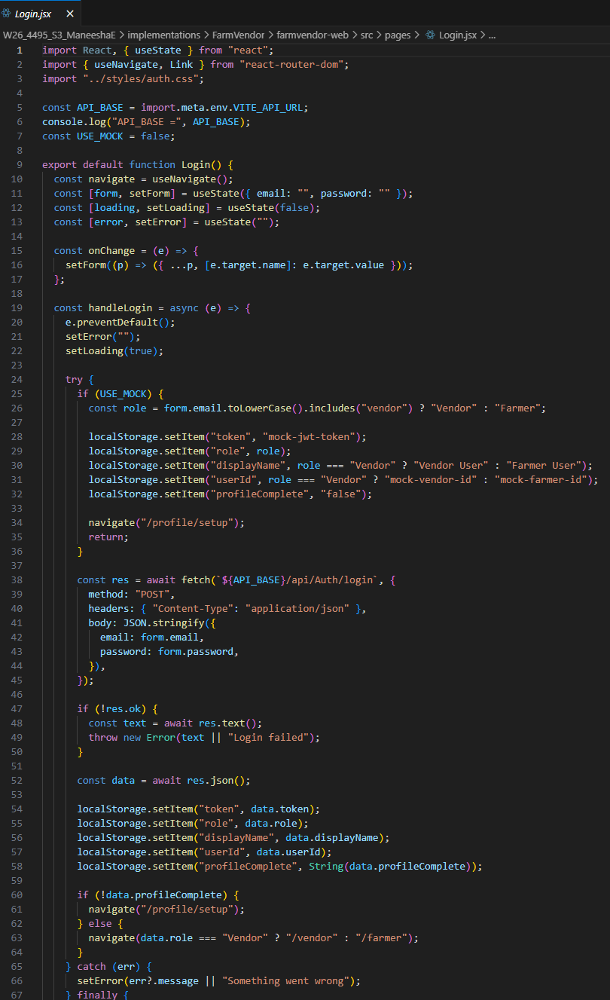 Login.jsx ×
W26_4495_S3_ManeeshaE > implementations > FarmVendor > farmvendor-web > src > pages > Login.jsx > ...
1 import React, { useState } from "react";
2 import { useNavigate, Link } from "react-router-dom";
3 import "../styles/auth.css";
4
5 const API_BASE = import.meta.env.VITE_API_URL;
6 console.log("API_BASE =", API_BASE);
7 const USE_MOCK = false;
8
9 export default function Login() {
10   const navigate = useNavigate();
11   const [form, setForm] = useState({ email: "", password: "" });
12   const [loading, setLoading] = useState(false);
13   const [error, setError] = useState("");
14
15   const onChange = (e) => {
16     setForm((p) => ({ ...p, [e.target.name]: e.target.value }));
17   };
18
19   const handleLogin = async (e) => {
20     e.preventDefault();
21     setError("");
22     setLoading(true);
23
24     try {
25       if (USE_MOCK) {
26         const role = form.email.toLowerCase().includes("vendor") ? "Vendor" : "Farmer";
27
28         localStorage.setItem("token", "mock-jwt-token");
29         localStorage.setItem("role", role);
30         localStorage.setItem("displayName", role === "Vendor" ? "Vendor User" : "Farmer User");
31         localStorage.setItem("userId", role === "Vendor" ? "mock-vendor-id" : "mock-farmer-id");
32         localStorage.setItem("profileComplete", "false");
33
34         navigate("/profile/setup");
35         return;
36       }
37
38       const res = await fetch(`${API_BASE}/api/Auth/login`, {
39         method: "POST",
40         headers: { "Content-Type": "application/json" },
41         body: JSON.stringify({
42           email: form.email,
43           password: form.password,
44         }),
45       });
46
47       if (!res.ok) {
48         const text = await res.text();
49         throw new Error(text || "Login failed");
50       }
51
52       const data = await res.json();
53
54       localStorage.setItem("token", data.token);
55       localStorage.setItem("role", data.role);
56       localStorage.setItem("displayName", data.displayName);
57       localStorage.setItem("userId", data.userId);
58       localStorage.setItem("profileComplete", String(data.profileComplete));
59
60       if (!data.profileComplete) {
61         navigate("/profile/setup");
62       } else {
63         navigate(data.role === "Vendor" ? "/vendor" : "/farmer");
64       }
65     } catch (err) {
66       setError(err?.message || "Something went wrong");
67     } finally {